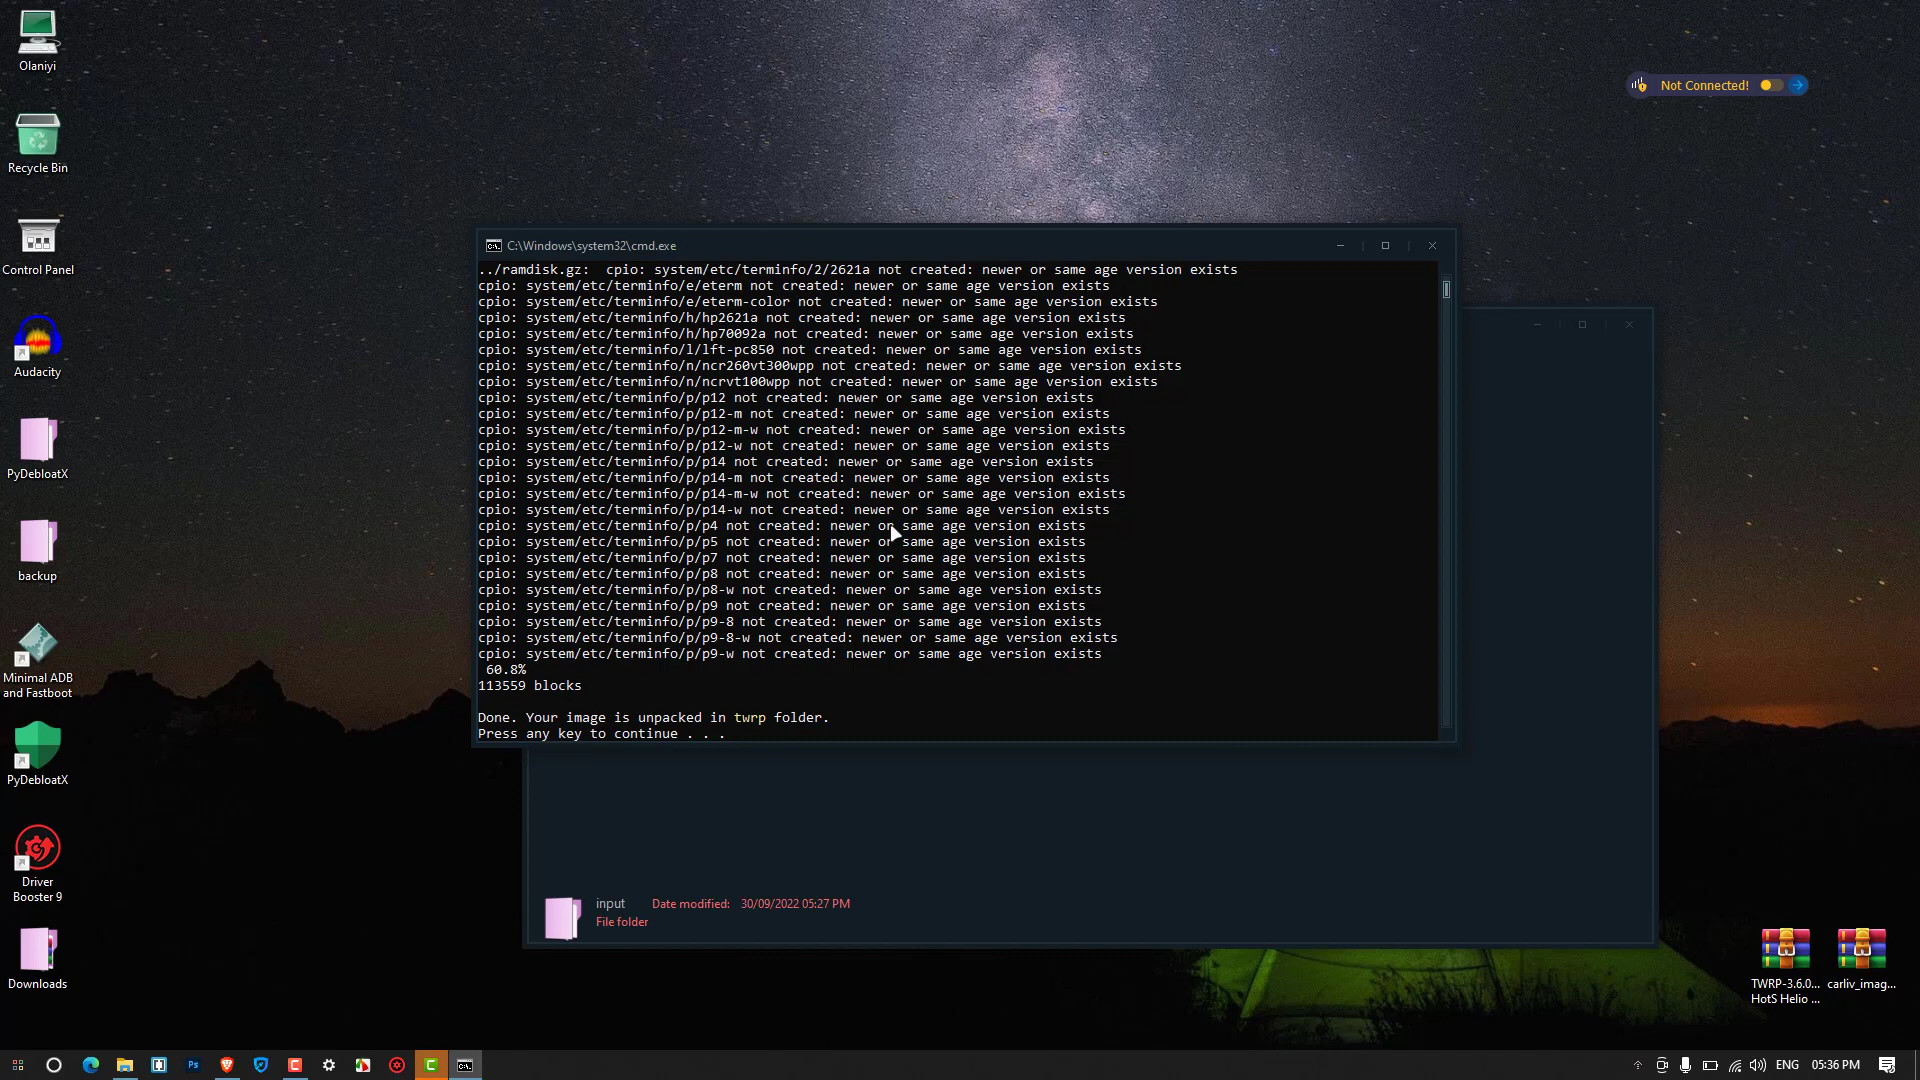 Olaniyi
Recycle Bin
Control Panel
Audacity
PyDebloatX
backup
Minimal ADB
and Fastboot
PyDebloatX
Driver
Booster 9
Downloads
Not Connected!
C:\Windows\system32\cmd.exe
../ramdisk.gz:  cpio: system/etc/terminfo/2/2621a not created: newer or same age version exists
cpio: system/etc/terminfo/e/eterm not created: newer or same age version exists
cpio: system/etc/terminfo/e/eterm-color not created: newer or same age version exists
cpio: system/etc/terminfo/h/hp2621a not created: newer or same age version exists
cpio: system/etc/terminfo/h/hp70092a not created: newer or same age version exists
cpio: system/etc/terminfo/l/lft-pc850 not created: newer or same age version exists
cpio: system/etc/terminfo/n/ncr260vt300wpp not created: newer or same age version exists
cpio: system/etc/terminfo/n/ncrvt100wpp not created: newer or same age version exists
cpio: system/etc/terminfo/p/p12 not created: newer or same age version exists
cpio: system/etc/terminfo/p/p12-m not created: newer or same age version exists
cpio: system/etc/terminfo/p/p12-m-w not created: newer or same age version exists
cpio: system/etc/terminfo/p/p12-w not created: newer or same age version exists
cpio: system/etc/terminfo/p/p14 not created: newer or same age version exists
cpio: system/etc/terminfo/p/p14-m not created: newer or same age version exists
cpio: system/etc/terminfo/p/p14-m-w not created: newer or same age version exists
cpio: system/etc/terminfo/p/p14-w not created: newer or same age version exists
cpio: system/etc/terminfo/p/p4 not created: newer or same age version exists
cpio: system/etc/terminfo/p/p5 not created: newer or same age version exists
cpio: system/etc/terminfo/p/p7 not created: newer or same age version exists
cpio: system/etc/terminfo/p/p8 not created: newer or same age version exists
cpio: system/etc/terminfo/p/p8-w not created: newer or same age version exists
cpio: system/etc/terminfo/p/p9 not created: newer or same age version exists
cpio: system/etc/terminfo/p/p9-8 not created: newer or same age version exists
cpio: system/etc/terminfo/p/p9-8-w not created: newer or same age version exists
cpio: system/etc/terminfo/p/p9-w not created: newer or same age version exists
60.8%
113559 blocks
Done. Your image is unpacked in twrp folder.
Press any key to continue . . .
input Date modified: 30/09/2022 05:27 PM
File folder
TWRP-3.6.0...
HotS Helio ...
carliv_imag...
Ps
C
C
ENG 05:36 PM